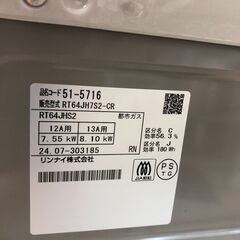 品名コード 51-5716
販売型式 RT64JH7S2-CR
RT64JHS2 都市ガス
12A用 13A用
7.55 kW 8.10 kW
24.07-303185 RN
リンナイ株式会社
区分名 C
効率56.3 %
区分名 J
効率 180 Wh
PS
TG